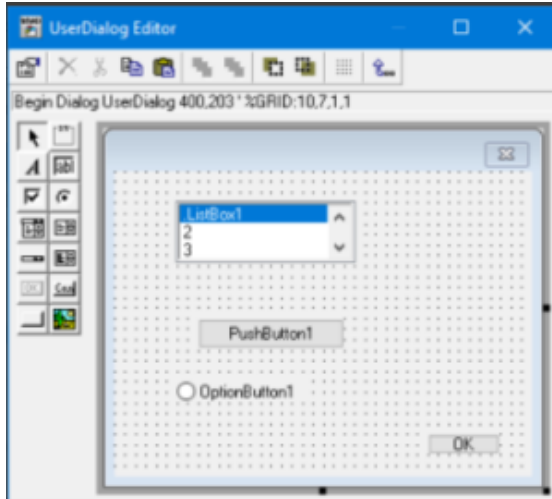 UserDialog Editor
Begin Dialog UserDialog 400,203 ' %GRID:10,7,1,1
.ListBox1
2
3
PushButton1
OptionButton1
OK